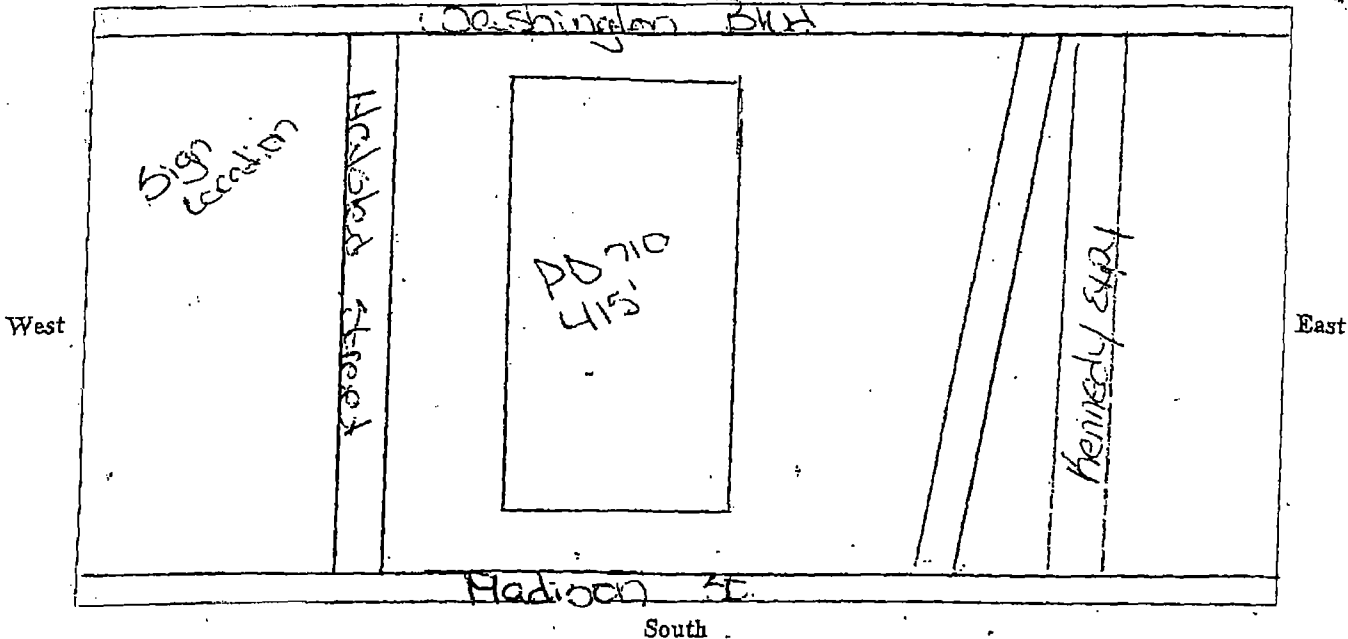 Washington Blvd
Sign
Location
Halsted Street
PD 710
415'
Kennedy Expy
West
East
Madison St.
South